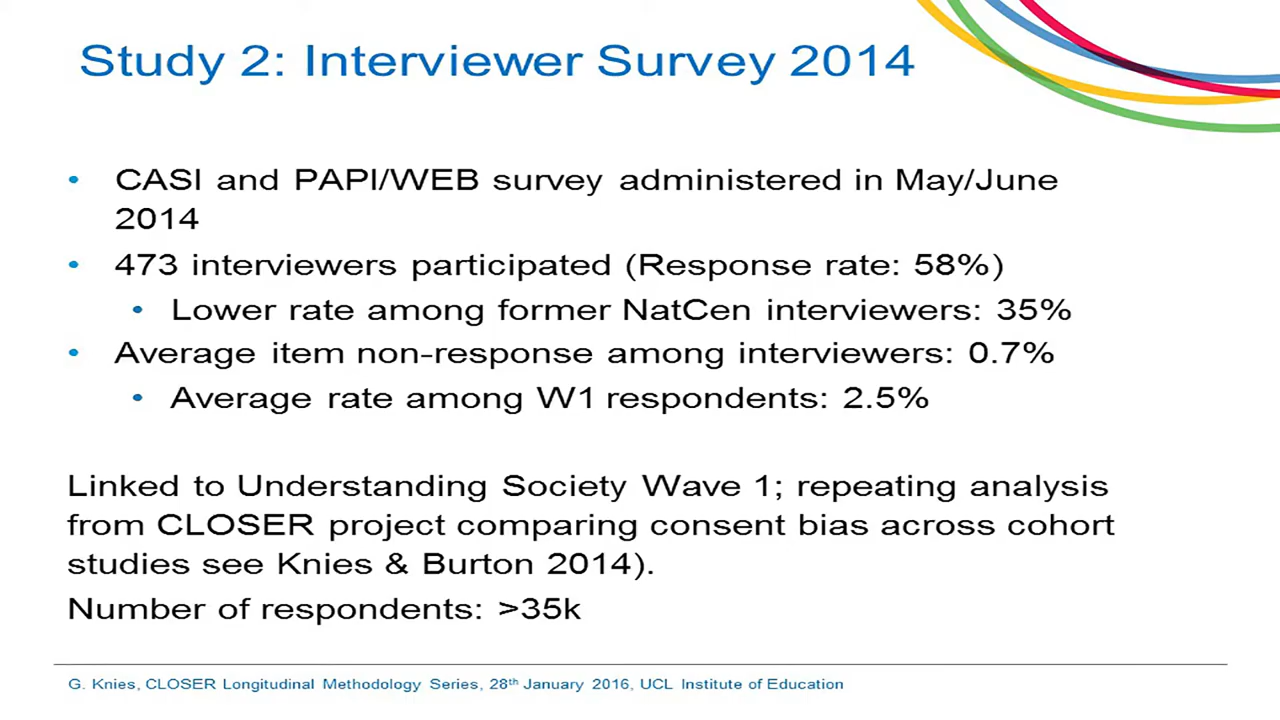 Study 2: Interviewer Survey 2014
• CASI and PAPI/WEB survey administered in May/June
2014
• 473 interviewers participated (Response rate: 58%)
• Lower rate among former NatCen interviewers: 35%
• Average item non-response among interviewers: 0.7%
• Average rate among W1 respondents: 2.5%
Linked to Understanding Society Wave 1; repeating analysis
from CLOSER project comparing consent bias across cohort
studies see Knies & Burton 2014).
Number of respondents: >35k
G. Knies, CLOSER Longitudinal Methodology Series, 28th January 2016, UCL Institute of Education